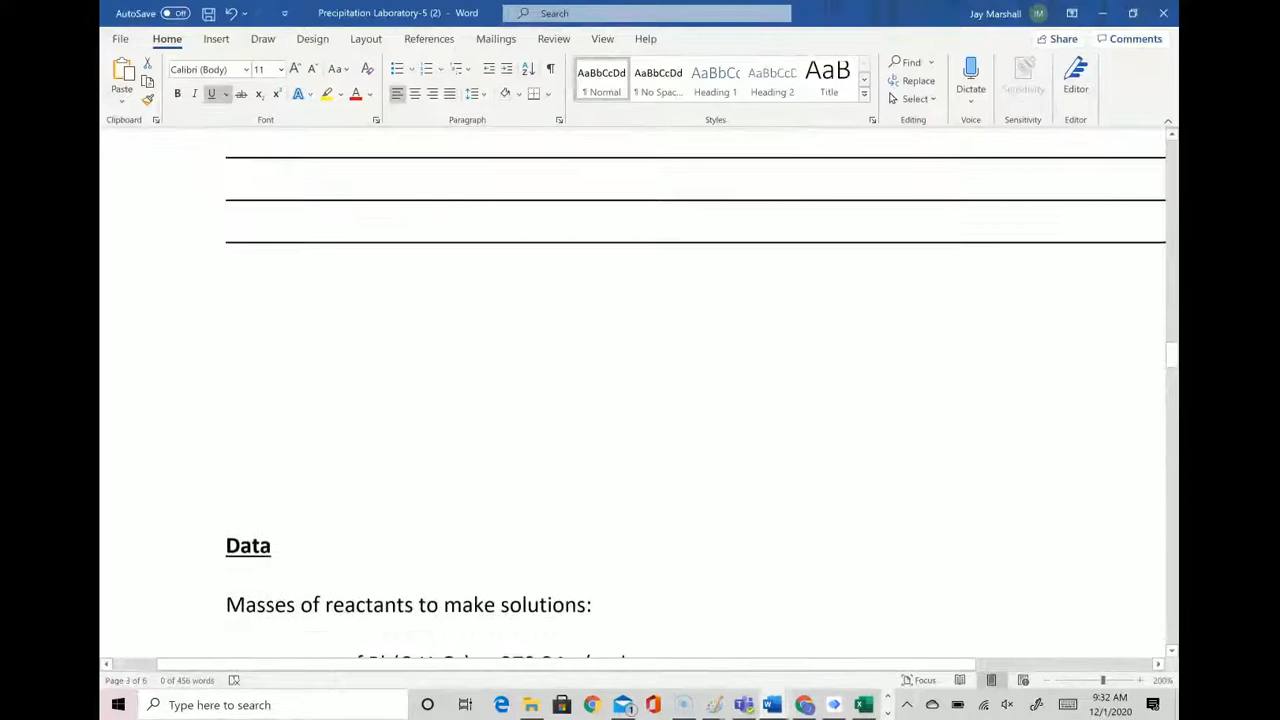 AutoSave Off
Precipitation Laboratory-5 (2) - Word
Search
Jay Marshall JM
File Home Insert Draw Design Layout References Mailings Review View Help
Share Comments
Paste
Calibri (Body) 11
AaBbCcDd AaBbCcDd AaBbCc AaBbCcD AaB
¶ Normal ¶ No Spac... Heading 1 Heading 2 Title
Find
Replace
Select
Dictate Sensitivity Editor
Clipboard Font Paragraph Styles Editing Voice Sensitivity Editor
Data
Masses of reactants to make solutions:
Page 3 of 6 0 of 456 words
Focus
200%
Type here to search
9:32 AM
12/1/2020